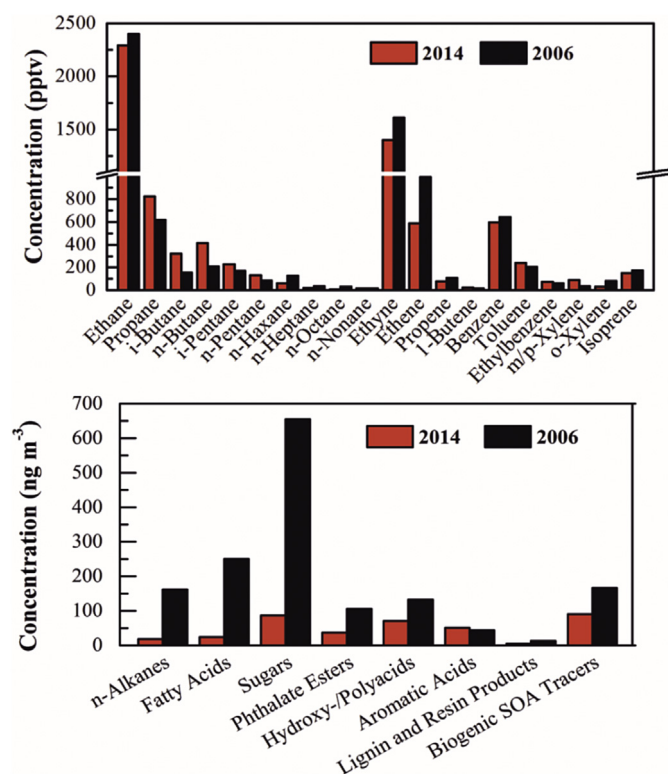 2500
2014
2006
2500
1500
800
600
400
200
0
Concentration (pptv)
Ethane
Propane
i-Butane
n-Butane
i-Pentane
n-Pentane
n-Haxane
n-Heptane
n-Octane
n-Nonane
Ethyne
Ethene
Propene
1-Butene
Benzene
Toluene
Ethylbenzene
m/p-Xylene
o-Xylene
Isoprene
700
600
500
400
300
200
100
0
Concentration (ng m⁻³)
2014
2006
n-Alkanes
Fatty Acids
Sugars
Phthalate Esters
Hydroxy-/Polyacids
Aromatic Acids
Lignin and Resin Products
Biogenic SOA Tracers